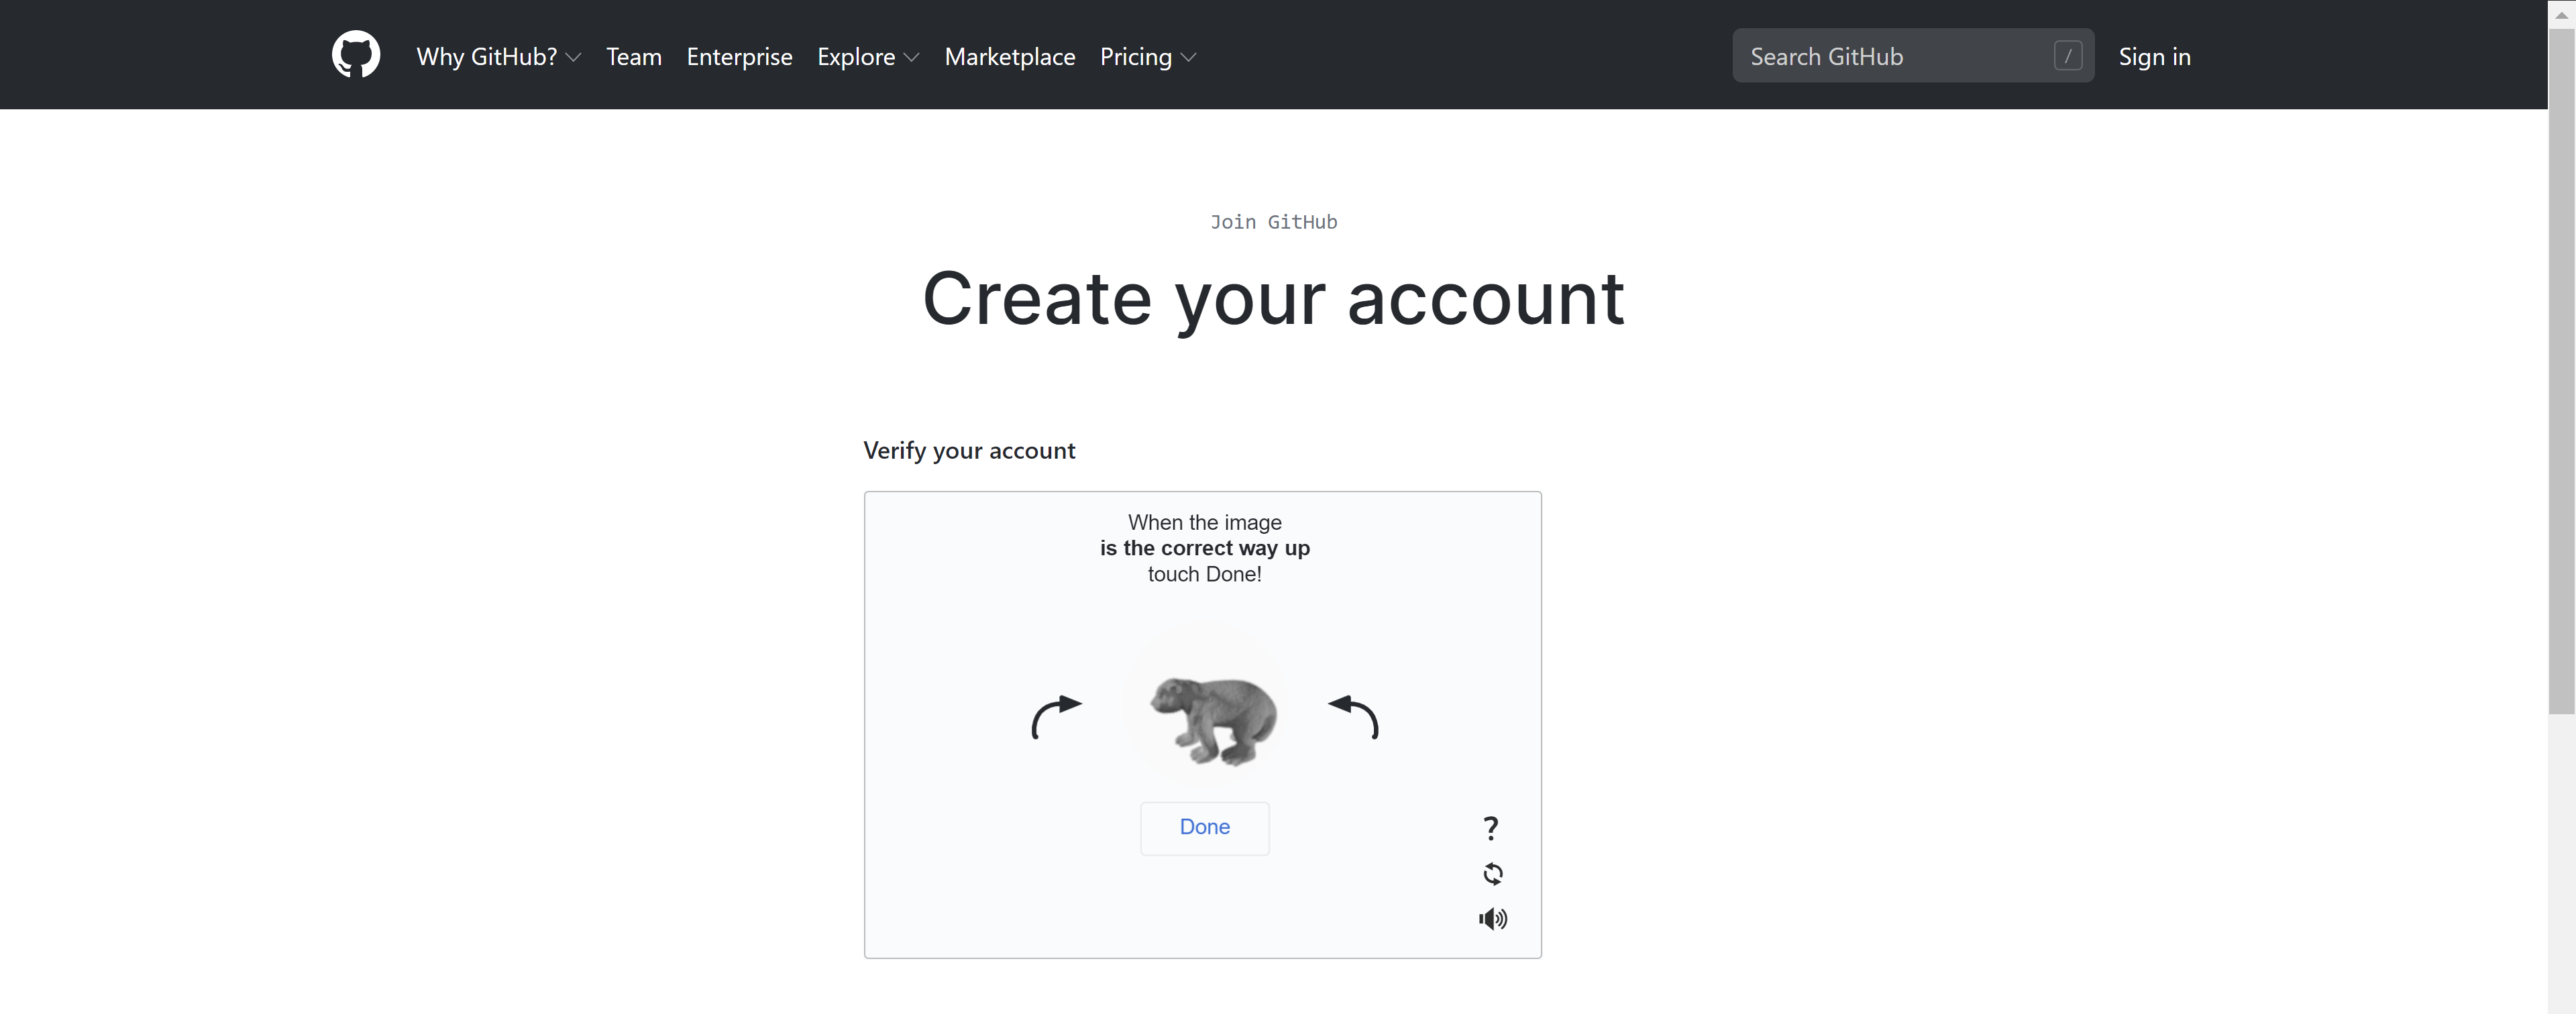 Why GitHub? Team Enterprise Explore Marketplace Pricing Search GitHub / Sign in
Join GitHub
Create your account
Verify your account
When the image
is the correct way up
touch Done!
Done
?